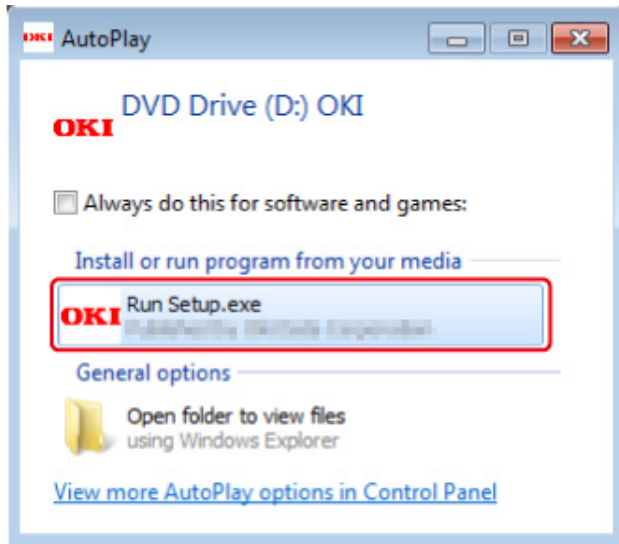 OKI AutoPlay
OKI DVD Drive (D:) OKI
Always do this for software and games:
Install or run program from your media
OKI Run Setup.exe
General options
Open folder to view files
using Windows Explorer
View more AutoPlay options in Control Panel